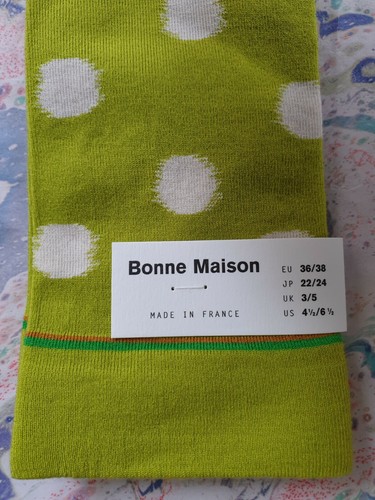 Bonne Maison
MADE IN FRANCE
EU 36/38
JP 22/24
UK 3/5
US 4½/6½